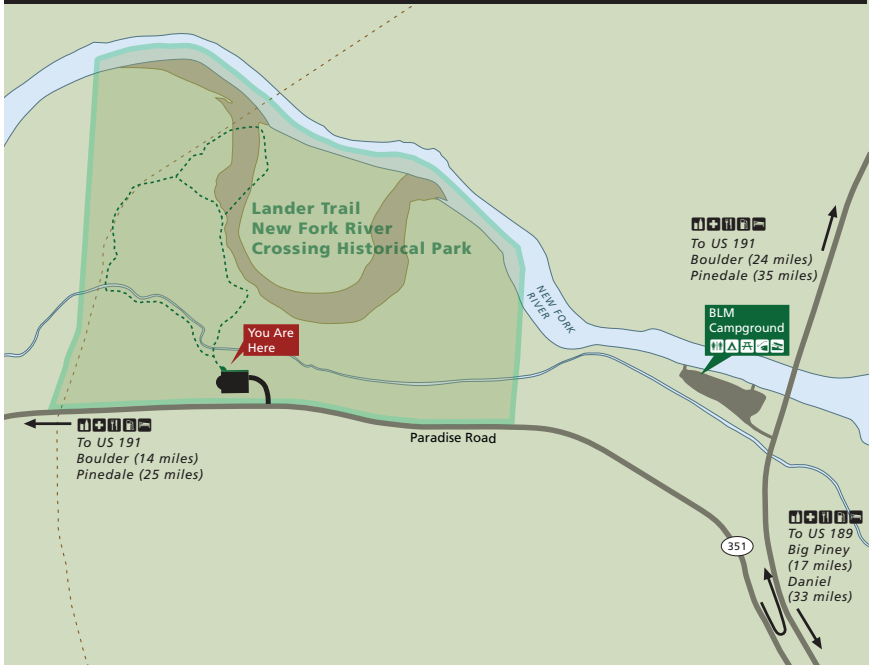 Lander Trail
New Fork River
Crossing Historical Park
To US 191
Boulder (24 miles)
Pinedale (35 miles)
NEW FORK
RIVER
BLM
Campground
You Are
Here
To US 191
Boulder (14 miles)
Pinedale (25 miles)
Paradise Road
351
To US 189
Big Piney
(17 miles)
Daniel
(33 miles)